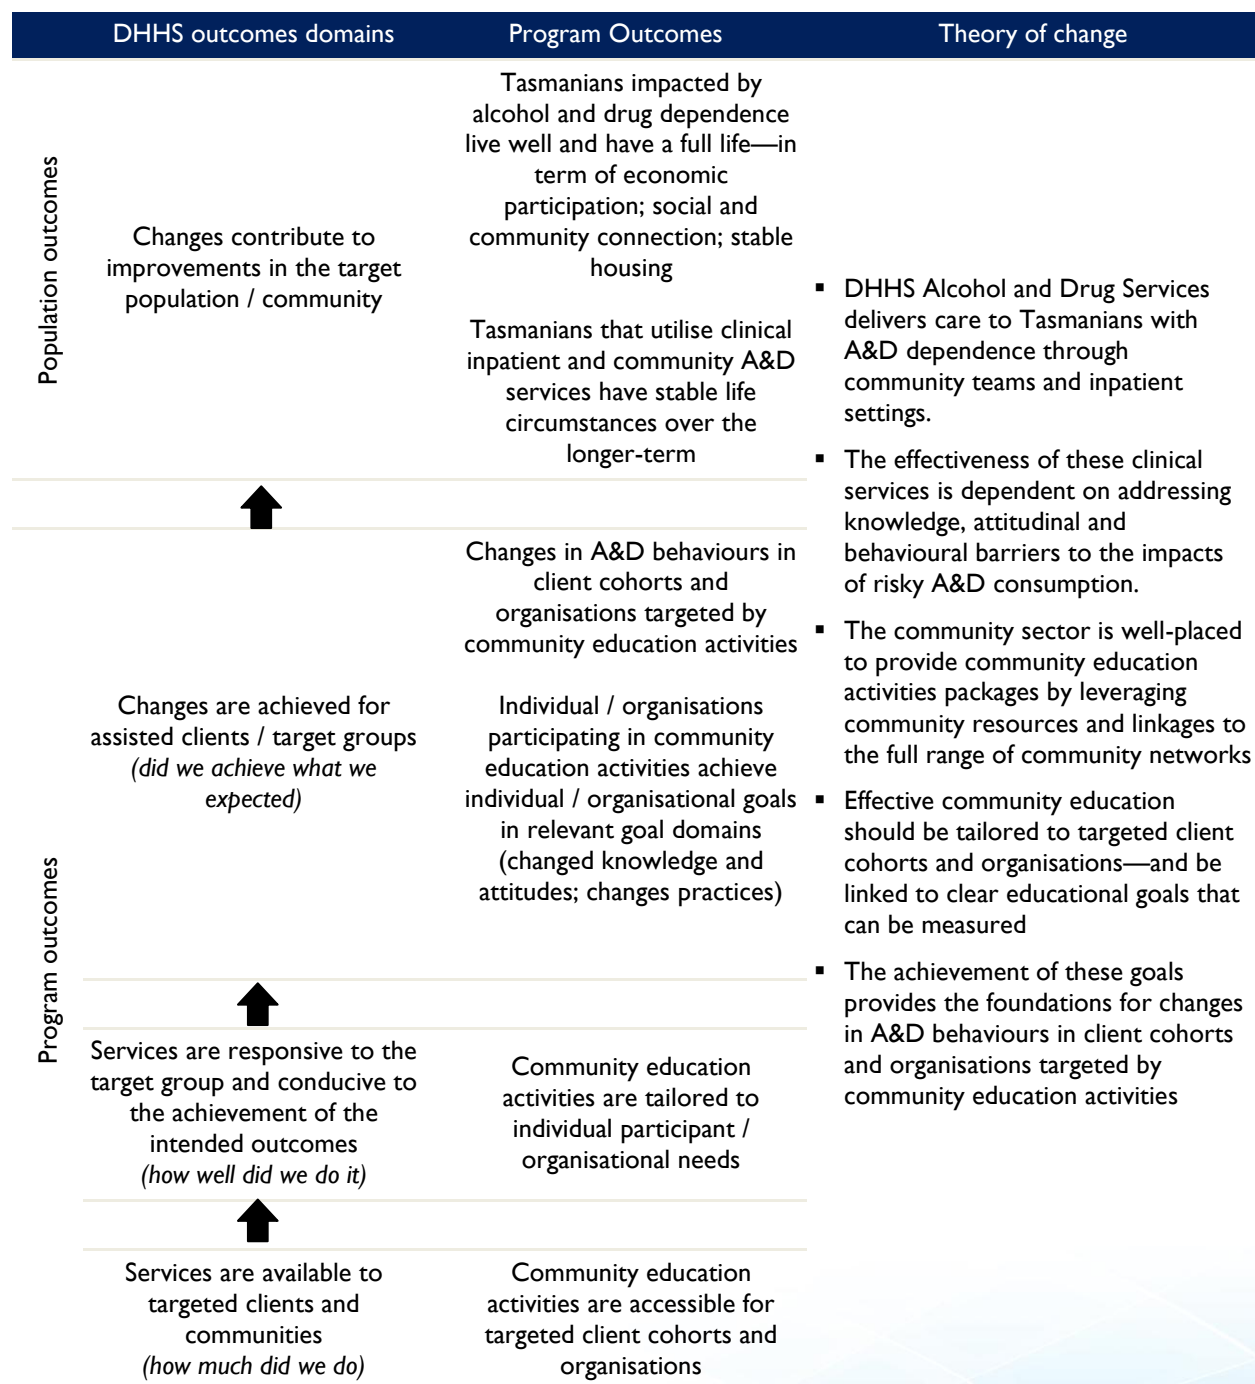 DHHS outcomes domains
Program Outcomes
Theory of change
Population outcomes
Changes contribute to
improvements in the target
population / community
Tasmanians impacted by
alcohol and drug dependence
live well and have a full life—in
term of economic
participation; social and
community connection; stable
housing
Tasmanians that utilise clinical
inpatient and community A&D
services have stable life
circumstances over the
longer-term
Program outcomes
Changes are achieved for
assisted clients / target groups
(did we achieve what we
expected)
Changes in A&D behaviours in
client cohorts and
organisations targeted by
community education activities
Individual / organisations
participating in community
education activities achieve
individual / organisational goals
in relevant goal domains
(changed knowledge and
attitudes; changes practices)
Services are responsive to the
target group and conducive to
the achievement of the
intended outcomes
(how well did we do it)
Community education
activities are tailored to
individual participant /
organisational needs
Services are available to
targeted clients and
communities
(how much did we do)
Community education
activities are accessible for
targeted client cohorts and
organisations
▪ DHHS Alcohol and Drug Services
delivers care to Tasmanians with
A&D dependence through
community teams and inpatient
settings.
▪ The effectiveness of these clinical
services is dependent on addressing
knowledge, attitudinal and
behavioural barriers to the impacts
of risky A&D consumption.
▪ The community sector is well-placed
to provide community education
activities packages by leveraging
community resources and linkages to
the full range of community networks
▪ Effective community education
should be tailored to targeted client
cohorts and organisations—and be
linked to clear educational goals that
can be measured
▪ The achievement of these goals
provides the foundations for changes
in A&D behaviours in client cohorts
and organisations targeted by
community education activities